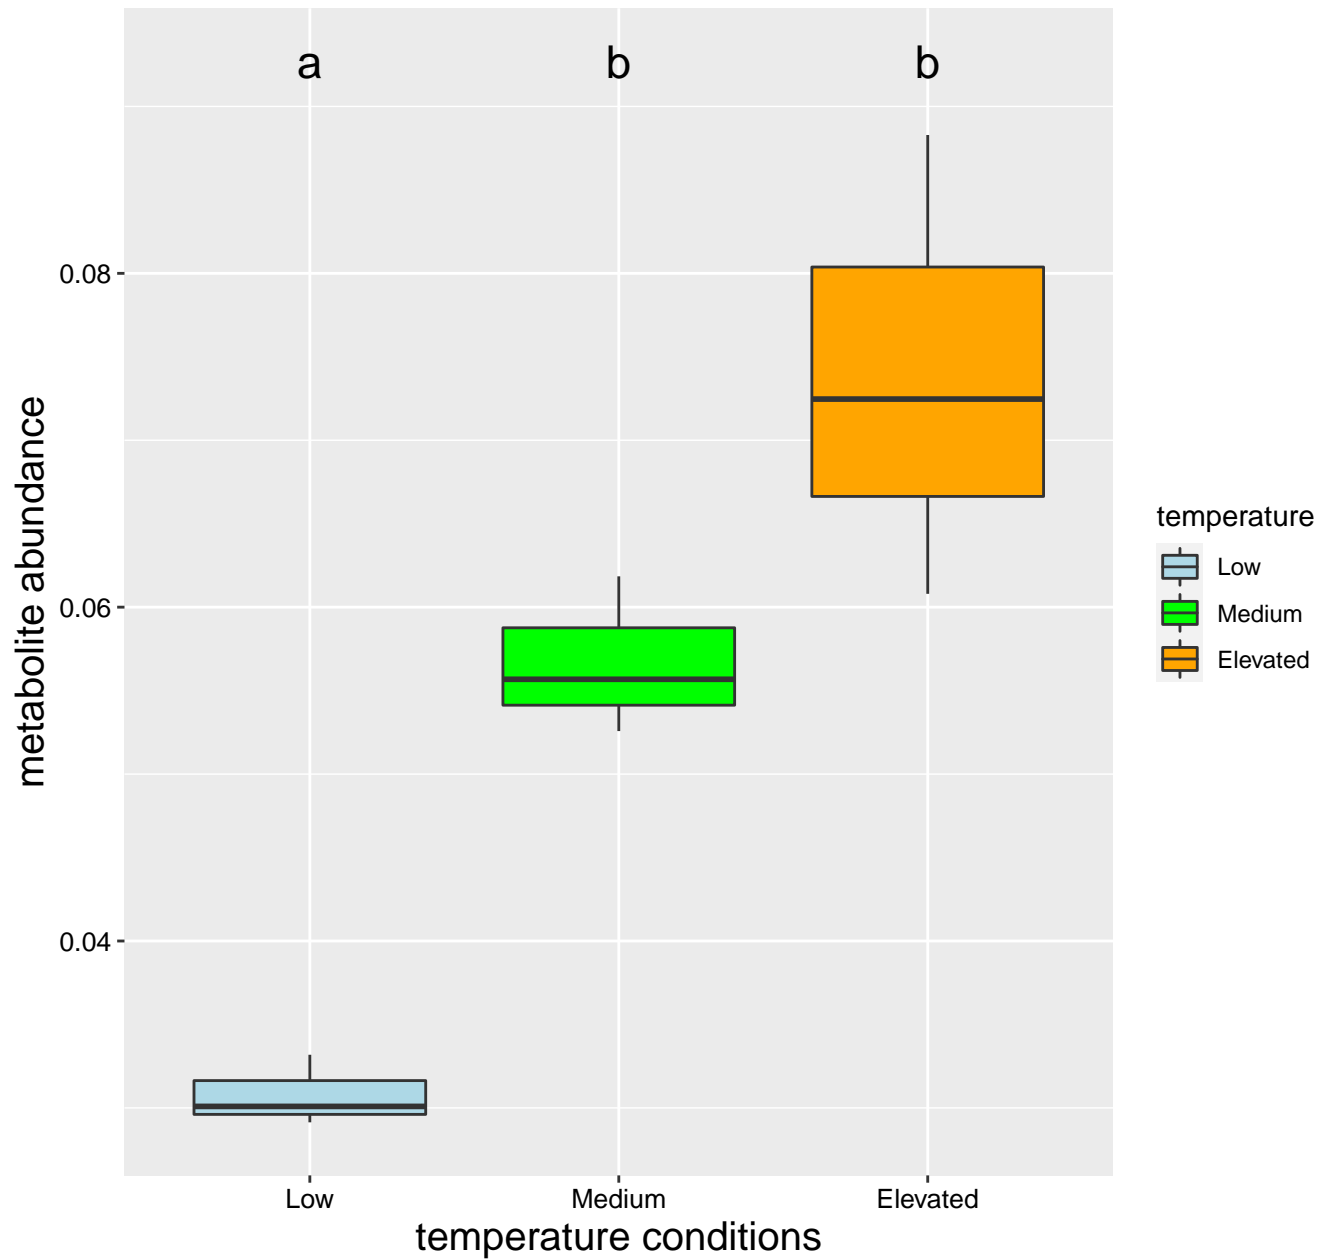 a b b
metabolite abundance
0.08
0.06
0.04
Low Medium Elevated
temperature conditions
temperature
Low
Medium
Elevated